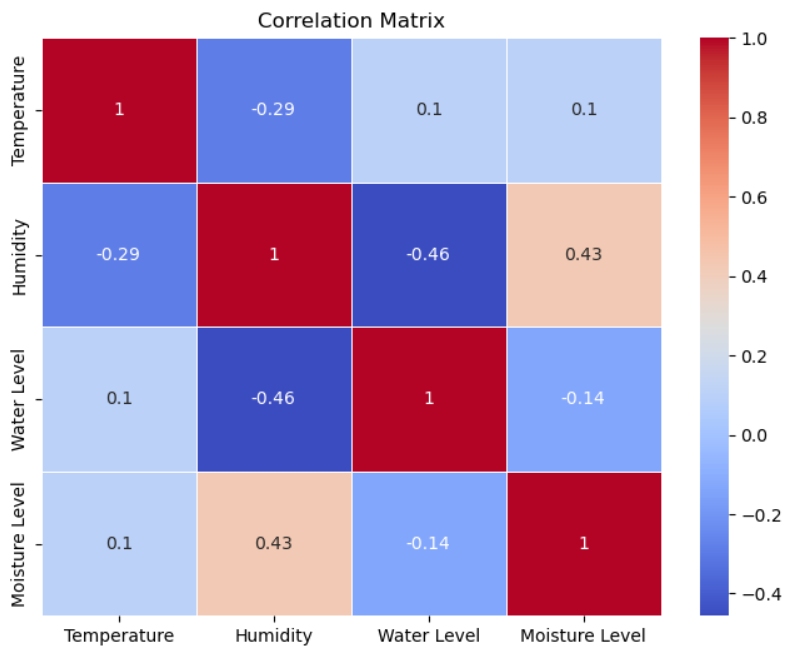 Correlation Matrix
Temperature
1
-0.29
0.1
0.1
Humidity
-0.29
1
-0.46
0.43
Water Level
0.1
-0.46
1
-0.14
Moisture Level
0.1
0.43
-0.14
1
Temperature
Humidity
Water Level
Moisture Level
1.0
0.8
0.6
0.4
0.2
0.0
−0.2
−0.4